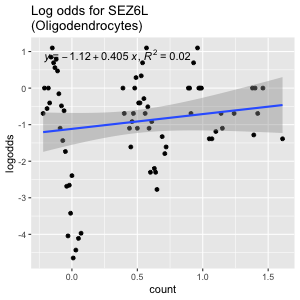 Log odds for SEZ6L
(Oligodendrocytes)
y = −1.12 + 0.405 x, R² = 0.02
logodds
1
0
-1
-2
-3
-4
0.0 0.5 1.0 1.5
count